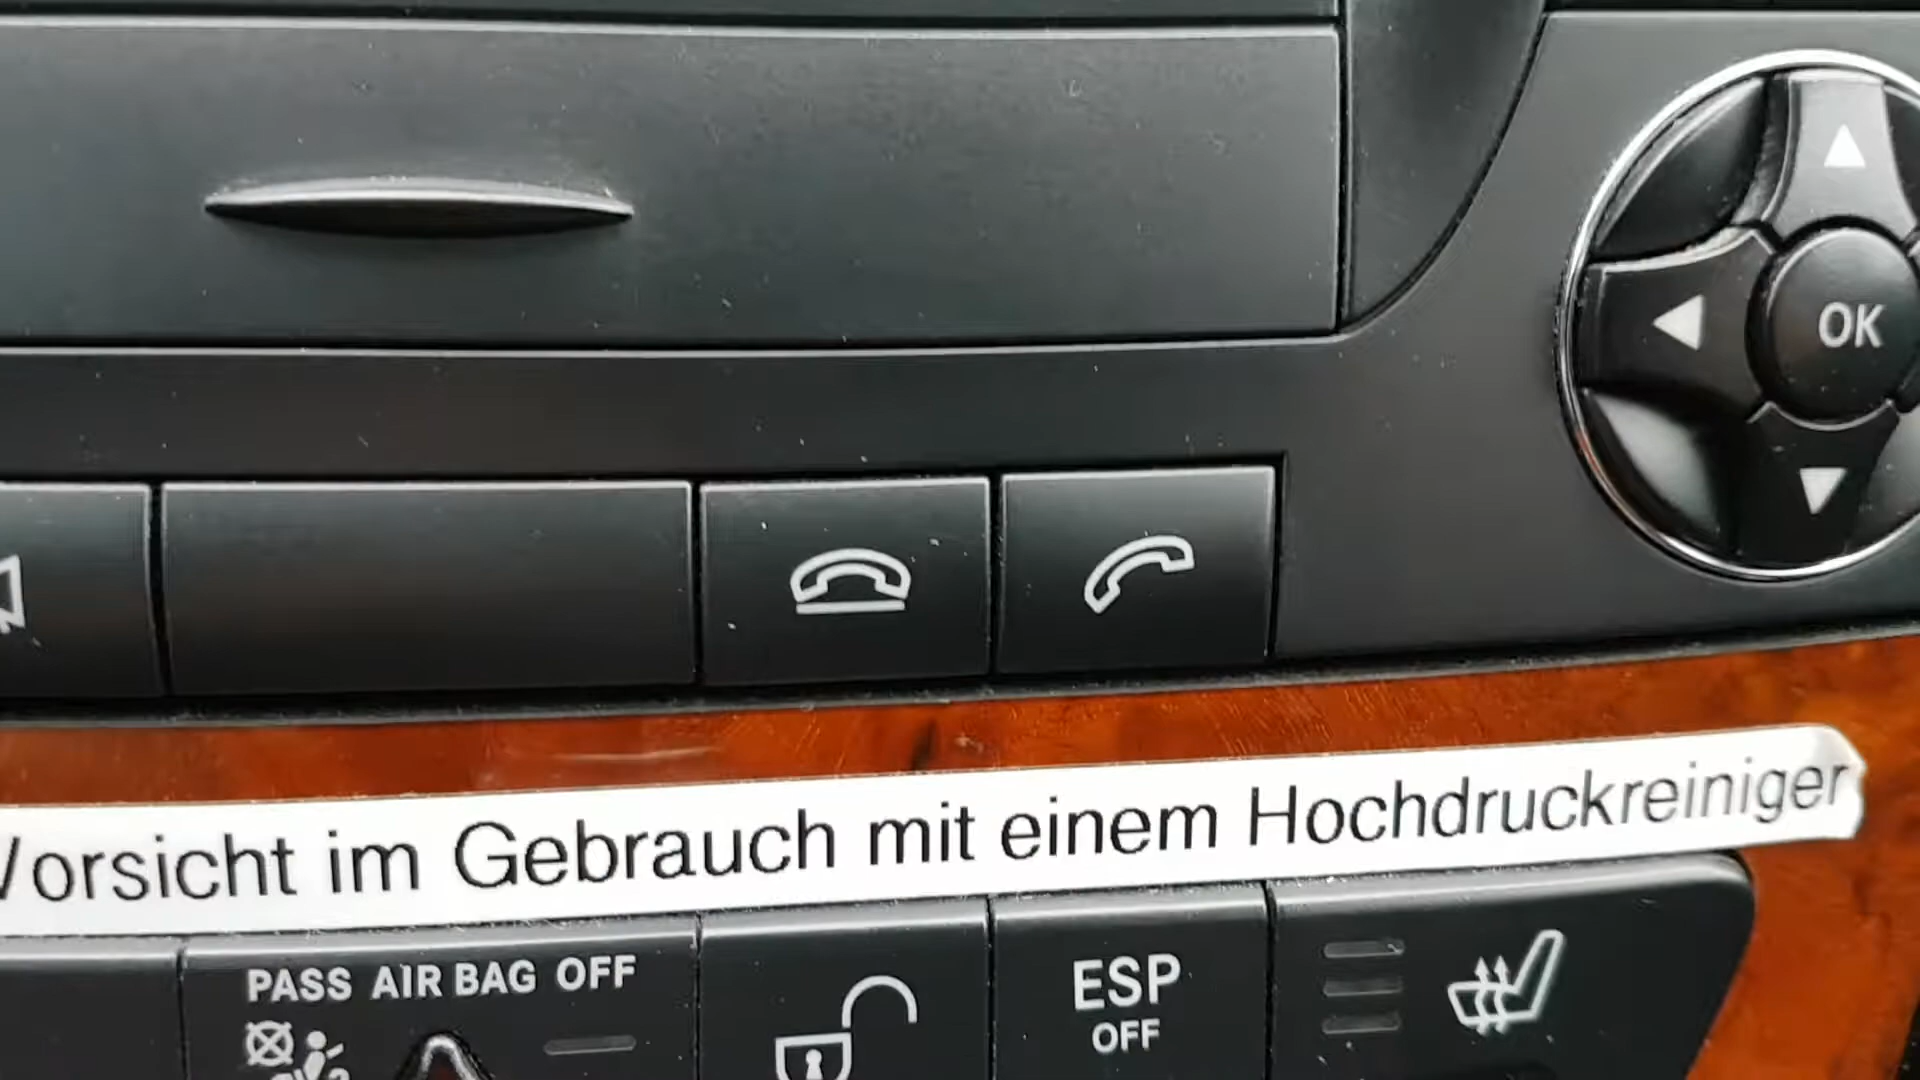 OK
Vorsicht im Gebrauch mit einem Hochdruckreiniger
PASS AIR BAG OFF
ESP
OFF